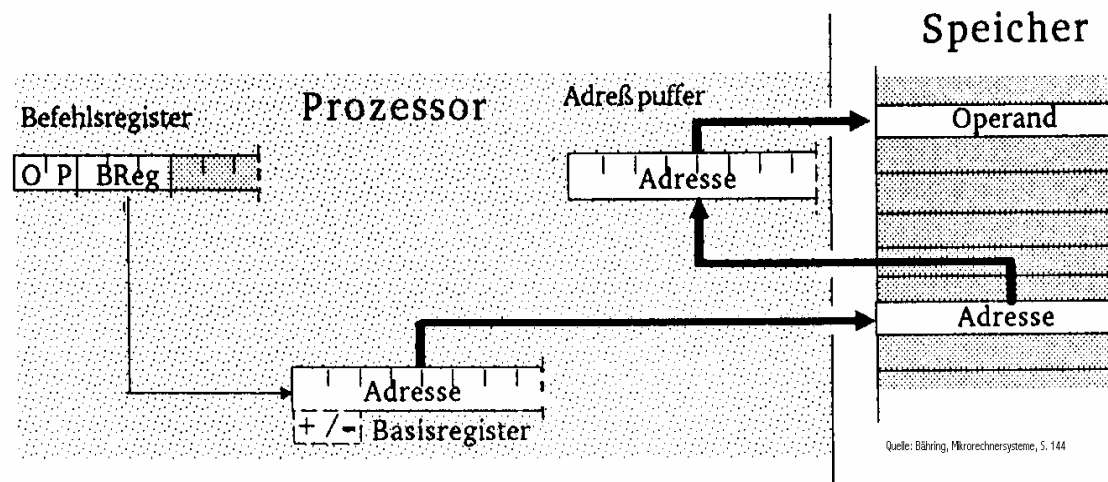 Speicher
Prozessor
Adreß puffer
Befehlsregister
Operand
O P BReg
Adresse
Adresse
Adresse
+ /- Basisregister
Quelle: Bähring, Mikrorechnersysteme, S. 144